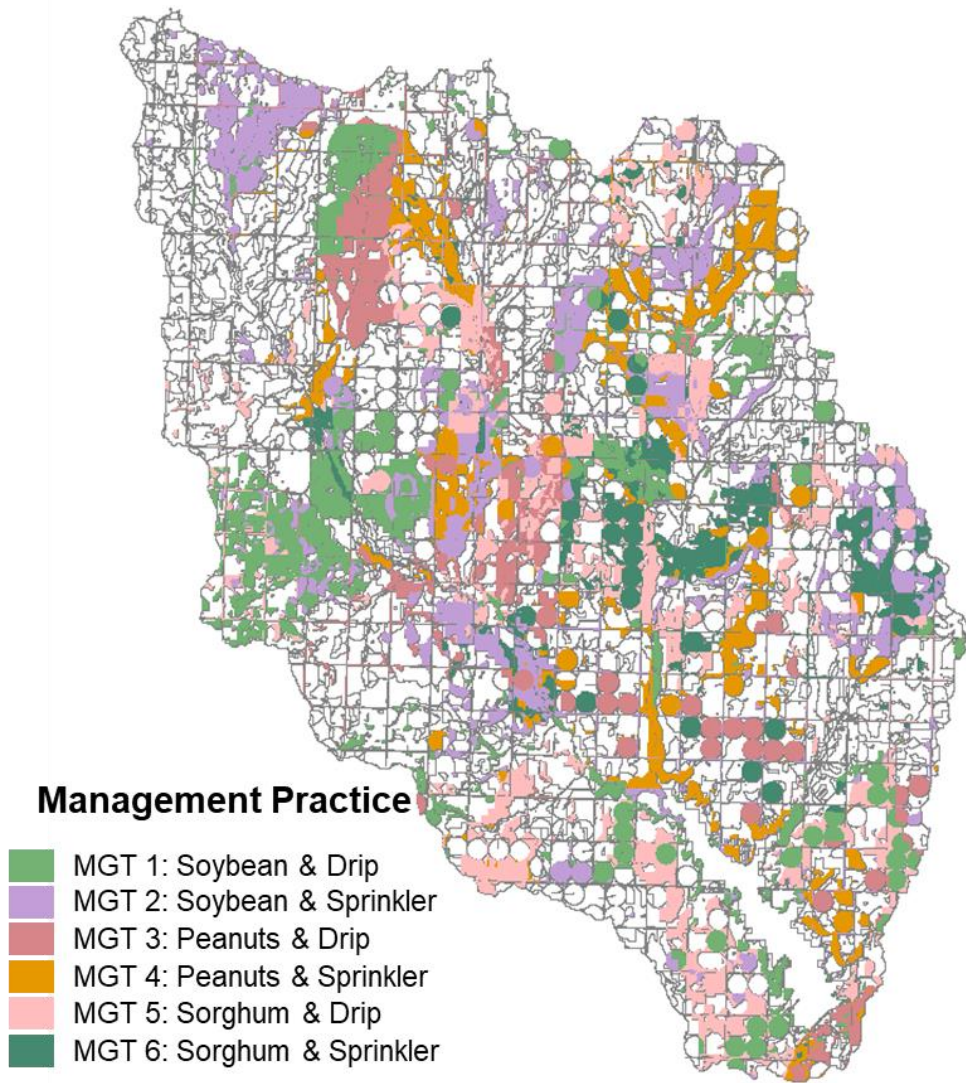 Management Practice
MGT 1: Soybean & Drip
MGT 2: Soybean & Sprinkler
MGT 3: Peanuts & Drip
MGT 4: Peanuts & Sprinkler
MGT 5: Sorghum & Drip
MGT 6: Sorghum & Sprinkler